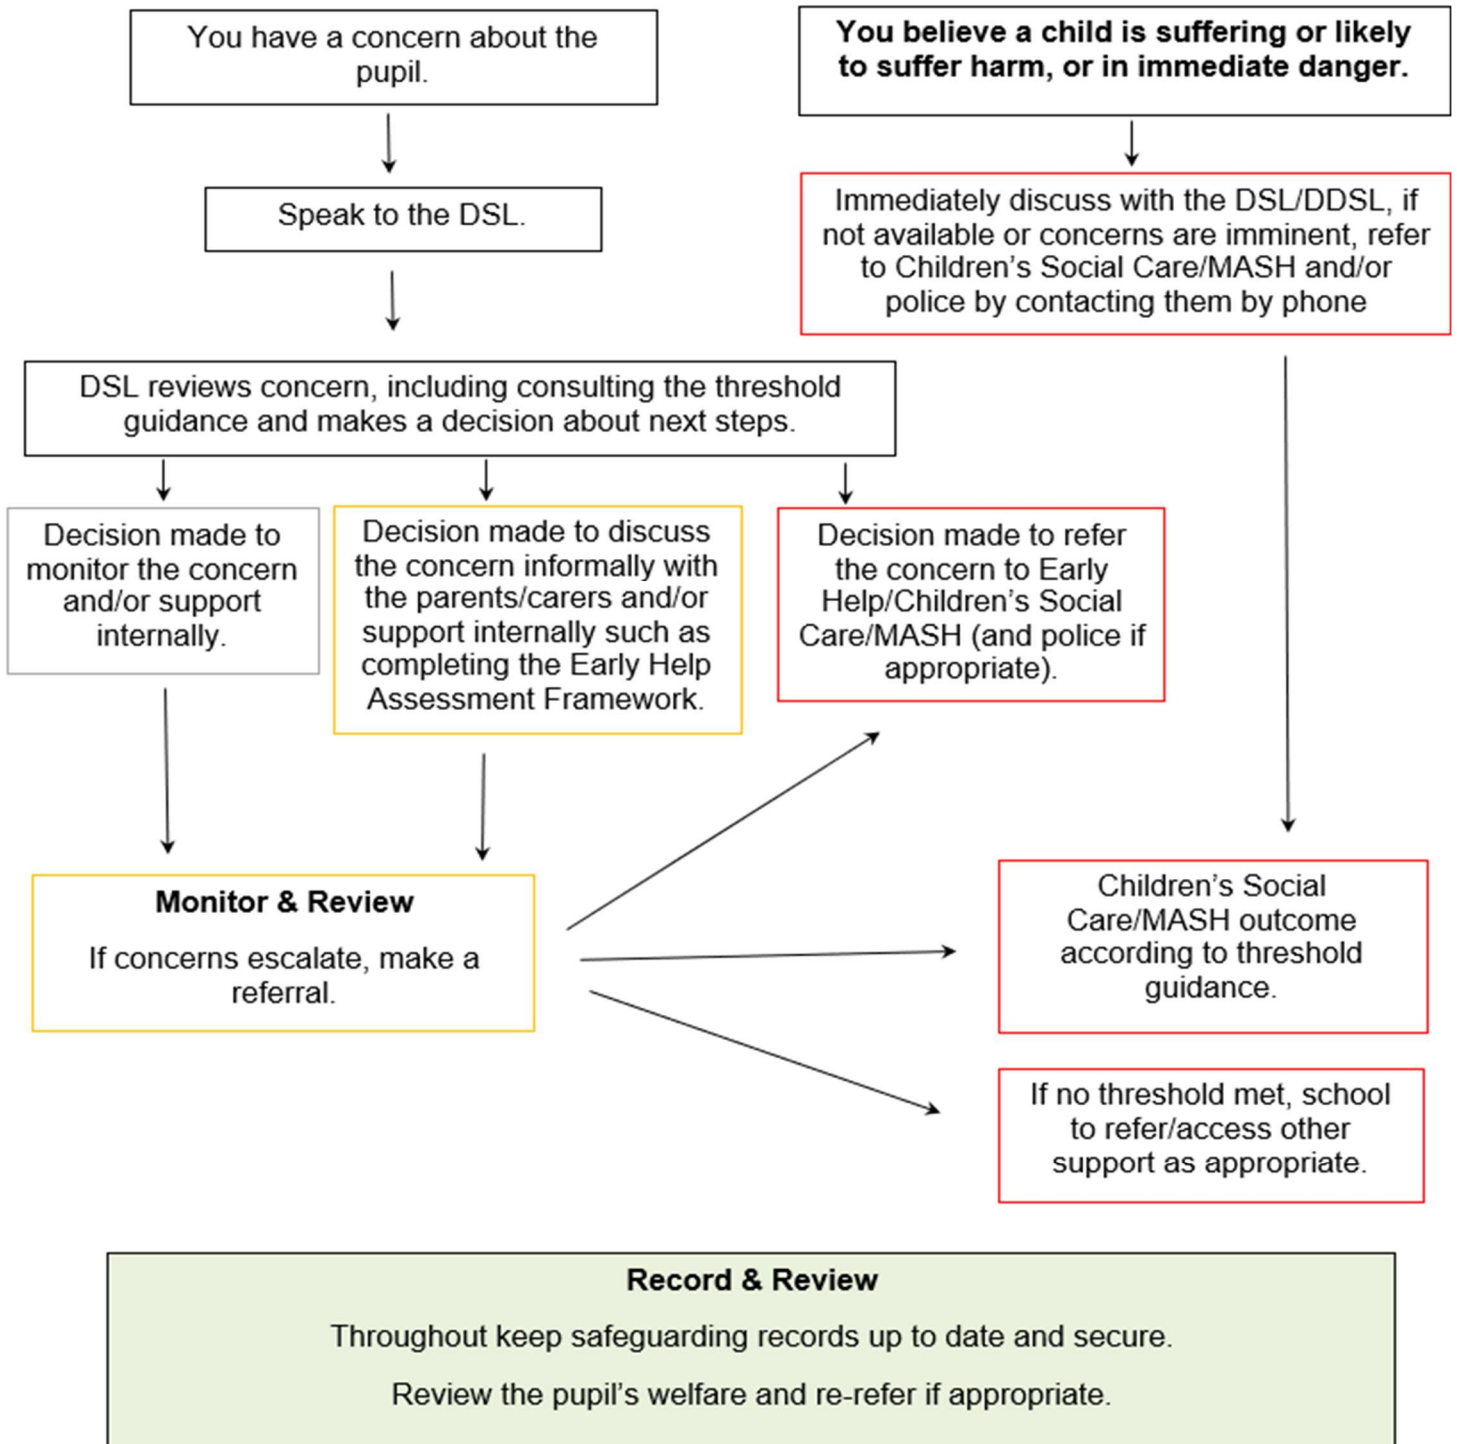 You have a concern about the
pupil.
You believe a child is suffering or likely
to suffer harm, or in immediate danger.
Speak to the DSL.
Immediately discuss with the DSL/DDSL, if
not available or concerns are imminent, refer
to Children's Social Care/MASH and/or
police by contacting them by phone
DSL reviews concern, including consulting the threshold
guidance and makes a decision about next steps.
Decision made to
monitor the concern
and/or support
internally.
Decision made to discuss
the concern informally with
the parents/carers and/or
support internally such as
completing the Early Help
Assessment Framework.
Decision made to refer
the concern to Early
Help/Children's Social
Care/MASH (and police if
appropriate).
Monitor & Review
If concerns escalate, make a
referral.
Children's Social
Care/MASH outcome
according to threshold
guidance.
If no threshold met, school
to refer/access other
support as appropriate.
Record & Review
Throughout keep safeguarding records up to date and secure.
Review the pupil's welfare and re-refer if appropriate.